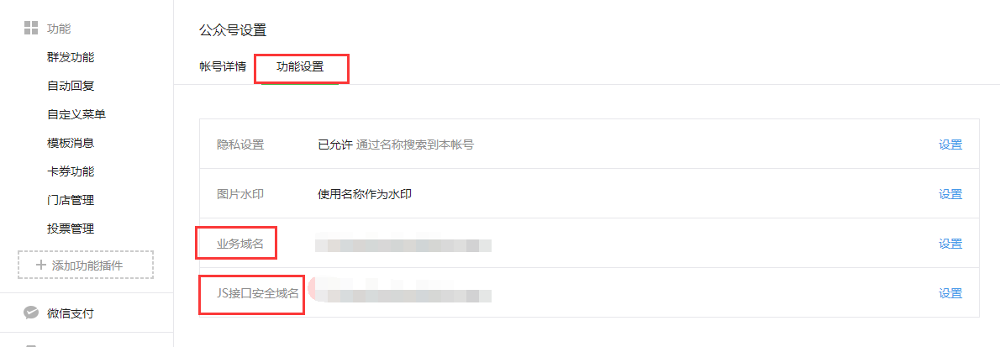 功能
群发功能
自动回复
自定义菜单
模板消息
卡券功能
门店管理
投票管理
添加功能插件
微信支付
公众号设置
帐号详情 功能设置
隐私设置 已允许 通过名称搜索到本帐号 设置
图片水印 使用名称作为水印 设置
业务域名 设置
JS接口安全域名 设置